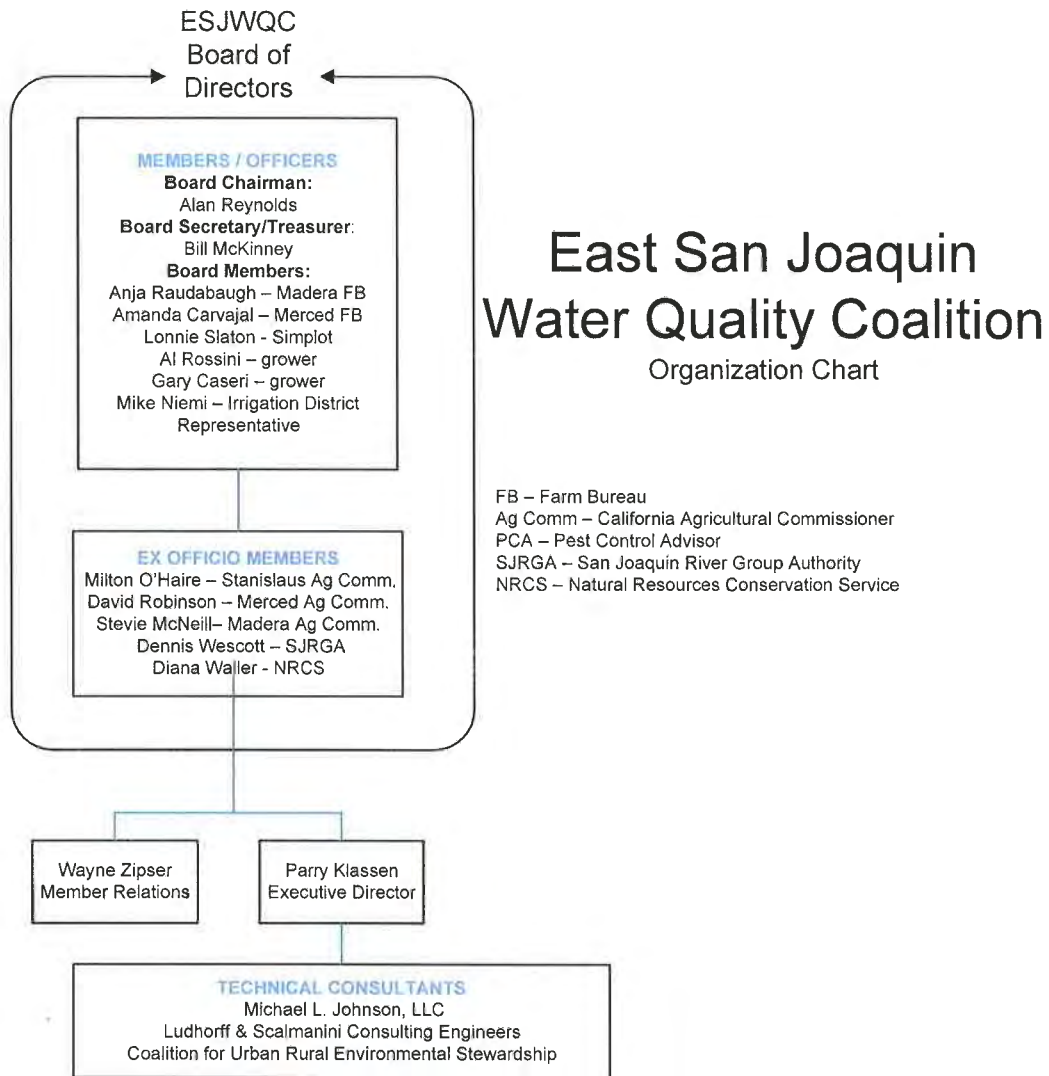 ESJWQC
Board of
Directors
MEMBERS / OFFICERS
Board Chairman:
Alan Reynolds
Board Secretary/Treasurer:
Bill McKinney
Board Members:
Anja Raudabaugh – Madera FB
Amanda Carvajal – Merced FB
Lonnie Slaton - Simplot
Al Rossini – grower
Gary Caseri – grower
Mike Niemi – Irrigation District
Representative
EX OFFICIO MEMBERS
Milton O'Haire – Stanislaus Ag Comm.
David Robinson – Merced Ag Comm.
Stevie McNeill– Madera Ag Comm.
Dennis Wescott – SJRGA
Diana Waller - NRCS
East San Joaquin
Water Quality Coalition
Organization Chart
FB – Farm Bureau
Ag Comm – California Agricultural Commissioner
PCA – Pest Control Advisor
SJRGA – San Joaquin River Group Authority
NRCS – Natural Resources Conservation Service
Wayne Zipser
Member Relations
Parry Klassen
Executive Director
TECHNICAL CONSULTANTS
Michael L. Johnson, LLC
Ludhorff & Scalmanini Consulting Engineers
Coalition for Urban Rural Environmental Stewardship